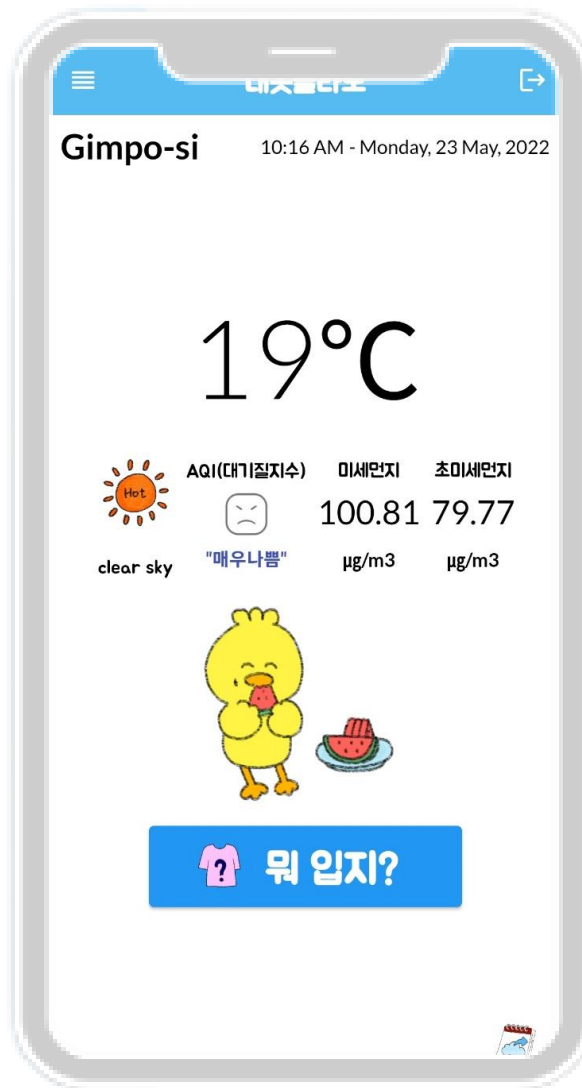 Gimpo-si
10:16 AM - Monday, 23 May, 2022
19°C
Hot
clear sky
AQI(대기질지수)
"매우나쁨"
미세먼지
100.81
µg/m3
초미세먼지
79.77
µg/m3
? 뭐 입지?